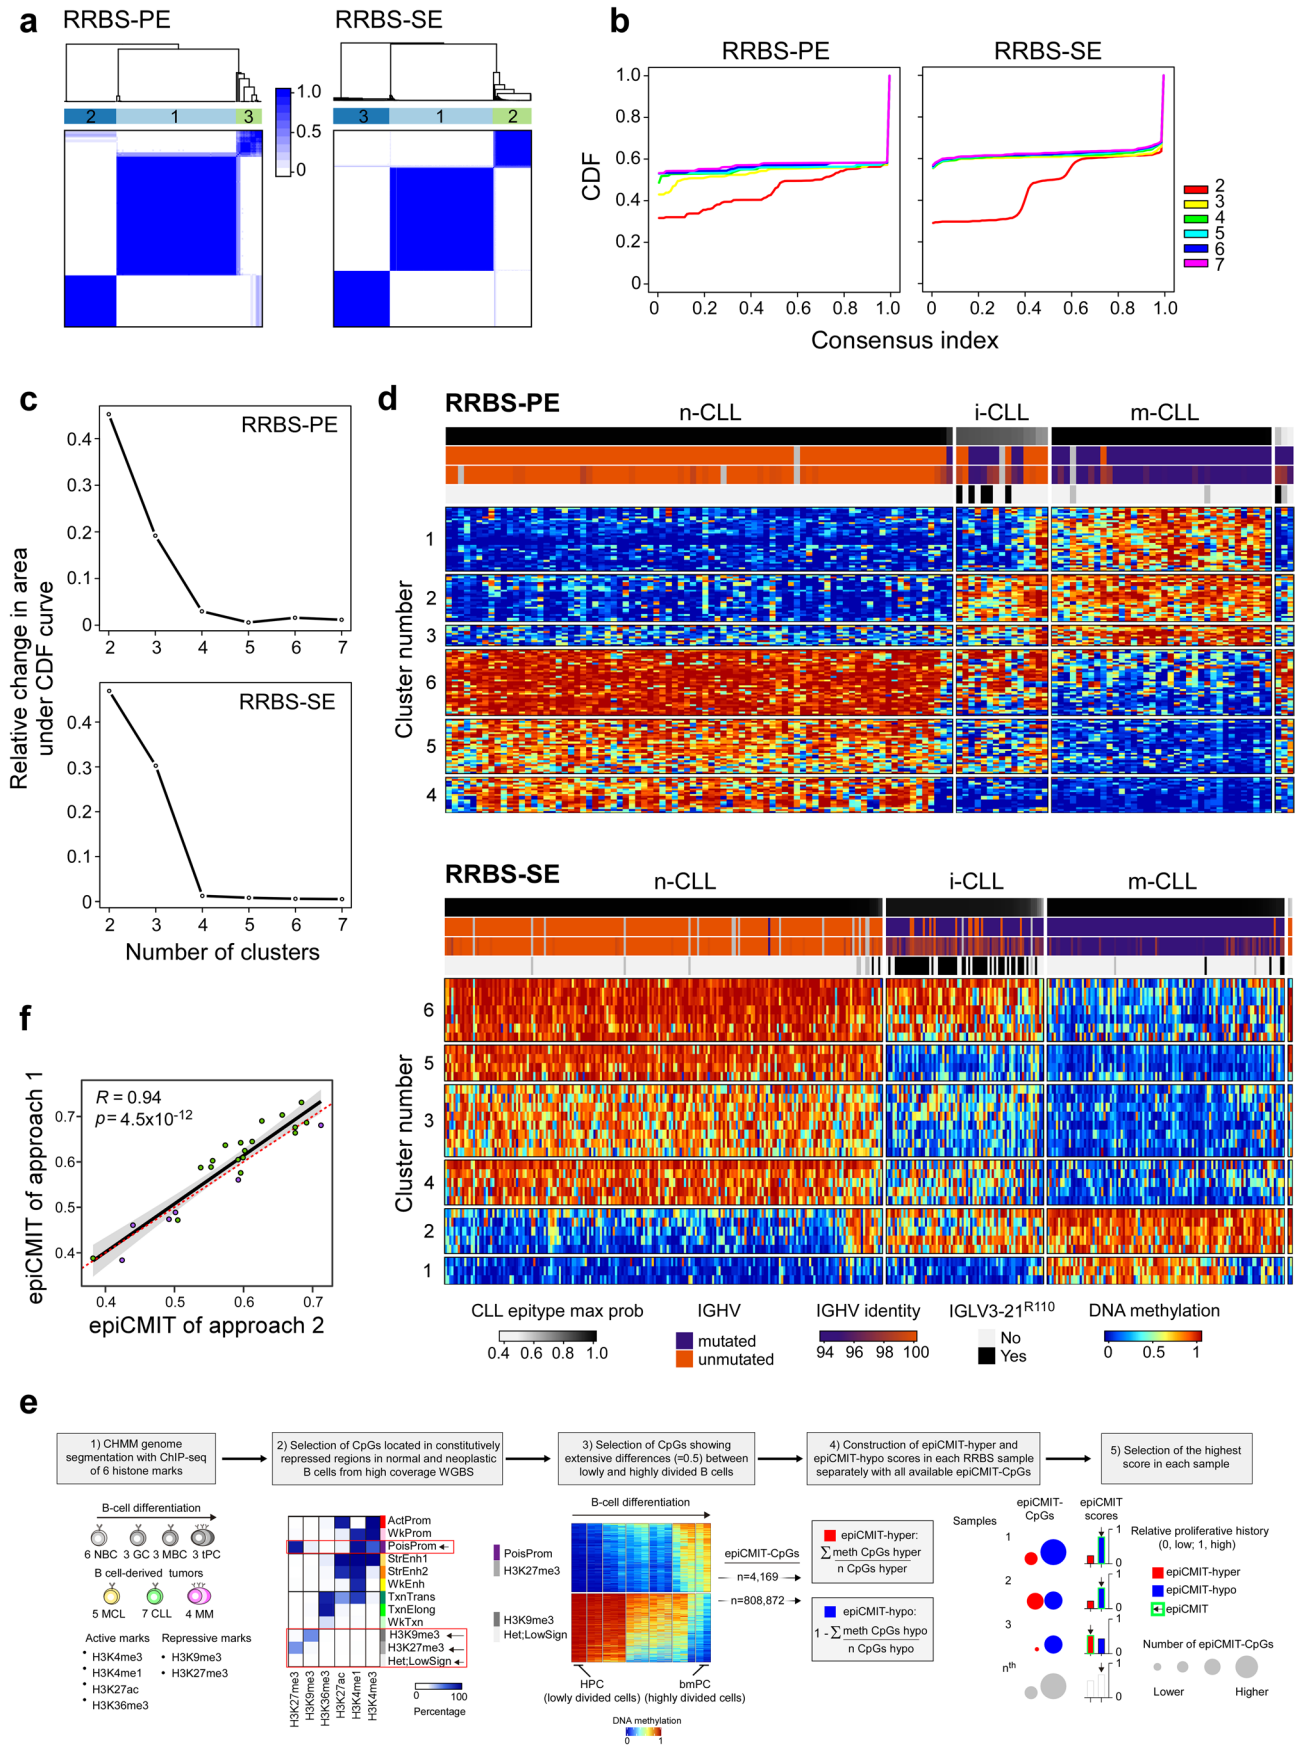 a
RRBS-PE
RRBS-SE
2
1
3
1.0
0.5
0
3
1
2
b
RRBS-PE
RRBS-SE
CDF
1.0
0.8
0.6
0.4
0.2
0
0
0.2
0.4
0.6
0.8
1.0
0
0.2
0.4
0.6
0.8
1.0
Consensus index
2
3
4
5
6
7
c
RRBS-PE
0.4
0.3
0.2
0.1
0
2
3
4
5
6
7
RRBS-SE
0.4
0.3
0.2
0.1
0
2
3
4
5
6
7
Relative change in area
under CDF curve
Number of clusters
d
RRBS-PE
n-CLL
i-CLL
m-CLL
Cluster number
1
2
3
6
5
4
RRBS-SE
n-CLL
i-CLL
m-CLL
Cluster number
6
5
3
4
2
1
CLL epitype max prob
0.4 0.6 0.8 1.0
IGHV
mutated
unmutated
IGHV identity
94 96 98 100
IGLV3-21R110
No
Yes
DNA methylation
0 0.5 1
f
R = 0.94
p = 4.5x10-12
epiCMIT of approach 1
0.7
0.6
0.5
0.4
0.4
0.5
0.6
0.7
epiCMIT of approach 2
e
1) CHMM genome
segmentation with ChIP-seq
of 6 histone marks
2) Selection of CpGs located in constitutively
repressed regions in normal and neoplastic
B cells from high coverage WGBS
3) Selection of CpGs showing
extensive differences (=0.5) between
lowly and highly divided B cells
4) Construction of epiCMIT-hyper and
epiCMIT-hypo scores in each RRBS sample
separately with all available epiCMIT-CpGs
5) Selection of the highest
score in each sample
B-cell differentiation
6 NBC 3 GC 3 MBC 3 tPC
B cell-derived tumors
5 MCL 7 CLL 4 MM
Active marks
H3K4me3
H3K4me1
H3K27ac
H3K36me3
Repressive marks
H3K9me3
H3K27me3
ActProm
WkProm
PoisProm
StrEnh1
StrEnh2
WkEnh
TxnTrans
TxnElong
WkTxn
H3K9me3
H3K27me3
Het;LowSign
H3K27me3
H3K9me3
H3K36me3
H3K27ac
H3K4me1
H3K4me3
0 100
Percentage
B-cell differentiation
PoisProm
H3K27me3
H3K9me3
Het;LowSign
HPC
(lowly divided cells)
bmPC
(highly divided cells)
DNA methylation
0 1
epiCMIT-CpGs
n=4,169
n=808,872
epiCMIT-hyper:
∑ meth CpGs hyper
n CpGs hyper
epiCMIT-hypo:
1 - ∑ meth CpGs hypo
n CpGs hypo
Samples
epiCMIT-
CpGs
epiCMIT
scores
1
1
0
2
1
0
3
1
0
nth
1
0
Relative proliferative history
(0, low; 1, high)
epiCMIT-hyper
epiCMIT-hypo
epiCMIT
Number of epiCMIT-CpGs
Lower
Higher